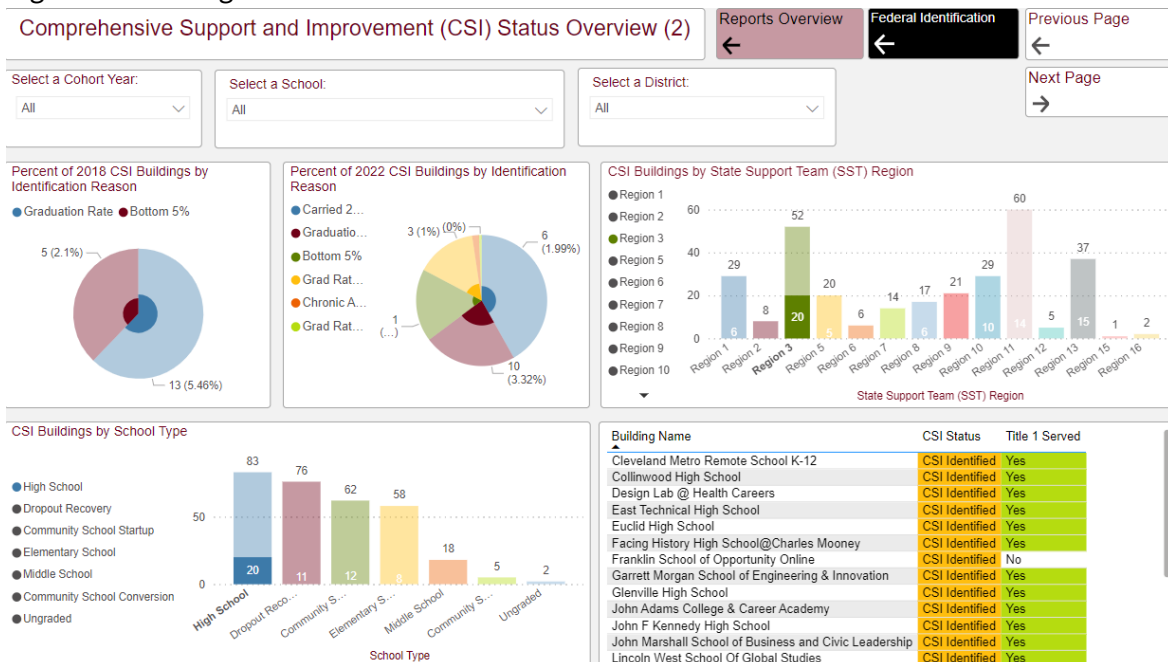 Comprehensive Support and Improvement (CSI) Status Overview (2)
Reports Overview
Federal Identification
Previous Page
Next Page
Select a Cohort Year:
All
Select a School:
All
Select a District:
All
Percent of 2018 CSI Buildings by
Identification Reason
Graduation Rate
Bottom 5%
5 (2.1%)
13 (5.46%)
Percent of 2022 CSI Buildings by Identification
Reason
Carried 2...
Graduatio...
Bottom 5%
Grad Rat...
Chronic A...
Grad Rat...
3 (1%)
(0%)
6
(1.99%)
1
(...)
10
(3.32%)
CSI Buildings by State Support Team (SST) Region
Region 1
Region 2
Region 3
Region 5
Region 6
Region 7
Region 8
Region 9
Region 10
60
40
20
0
29
8
52
20
6
14
17
21
29
60
5
37
1
2
6
20
5
6
10
14
15
Region 1
Region 2
Region 3
Region 5
Region 6
Region 7
Region 8
Region 9
Region 10
Region 11
Region 12
Region 13
Region 15
Region 16
State Support Team (SST) Region
CSI Buildings by School Type
High School
Dropout Recovery
Community School Startup
Elementary School
Middle School
Community School Conversion
Ungraded
50
0
83
76
62
58
18
5
2
20
11
12
8
High School
Dropout Reco...
Community S...
Elementary S...
Middle School
Community S...
Ungraded
School Type
Building Name CSI Status Title 1 Served
Cleveland Metro Remote School K-12 CSI Identified Yes
Collinwood High School CSI Identified Yes
Design Lab @ Health Careers CSI Identified Yes
East Technical High School CSI Identified Yes
Euclid High School CSI Identified Yes
Facing History High School@Charles Mooney CSI Identified Yes
Franklin School of Opportunity Online CSI Identified No
Garrett Morgan School of Engineering & Innovation CSI Identified Yes
Glenville High School CSI Identified Yes
John Adams College & Career Academy CSI Identified Yes
John F Kennedy High School CSI Identified Yes
John Marshall School of Business and Civic Leadership CSI Identified Yes
Lincoln West School Of Global Studies CSI Identified Yes